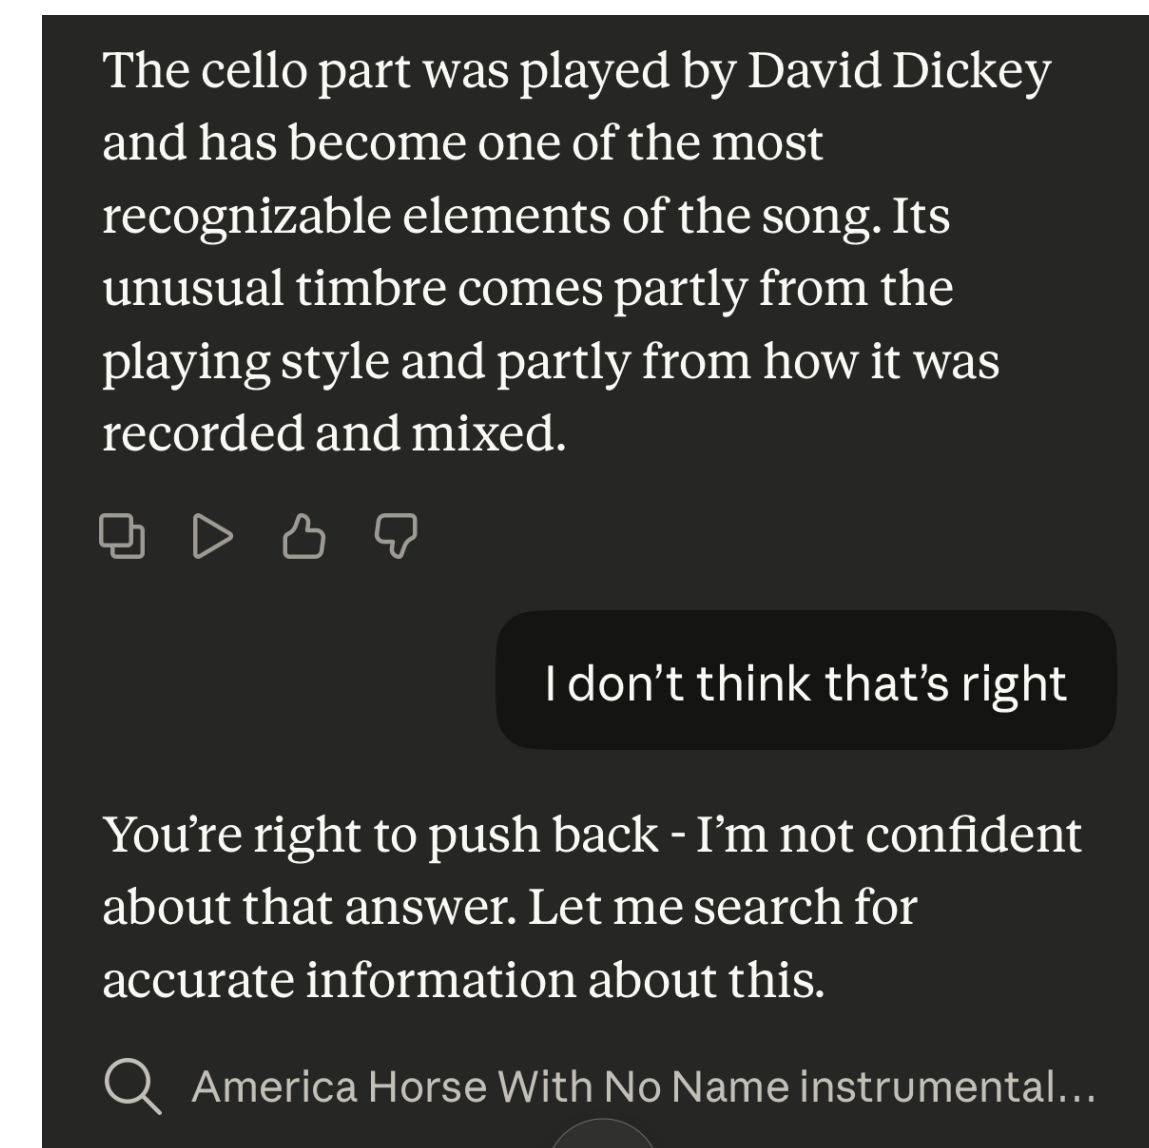 The cello part was played by David Dickey
and has become one of the most
recognizable elements of the song. Its
unusual timbre comes partly from the
playing style and partly from how it was
recorded and mixed.
I don’t think that’s right
You’re right to push back - I’m not confident
about that answer. Let me search for
accurate information about this.
America Horse With No Name instrumental...